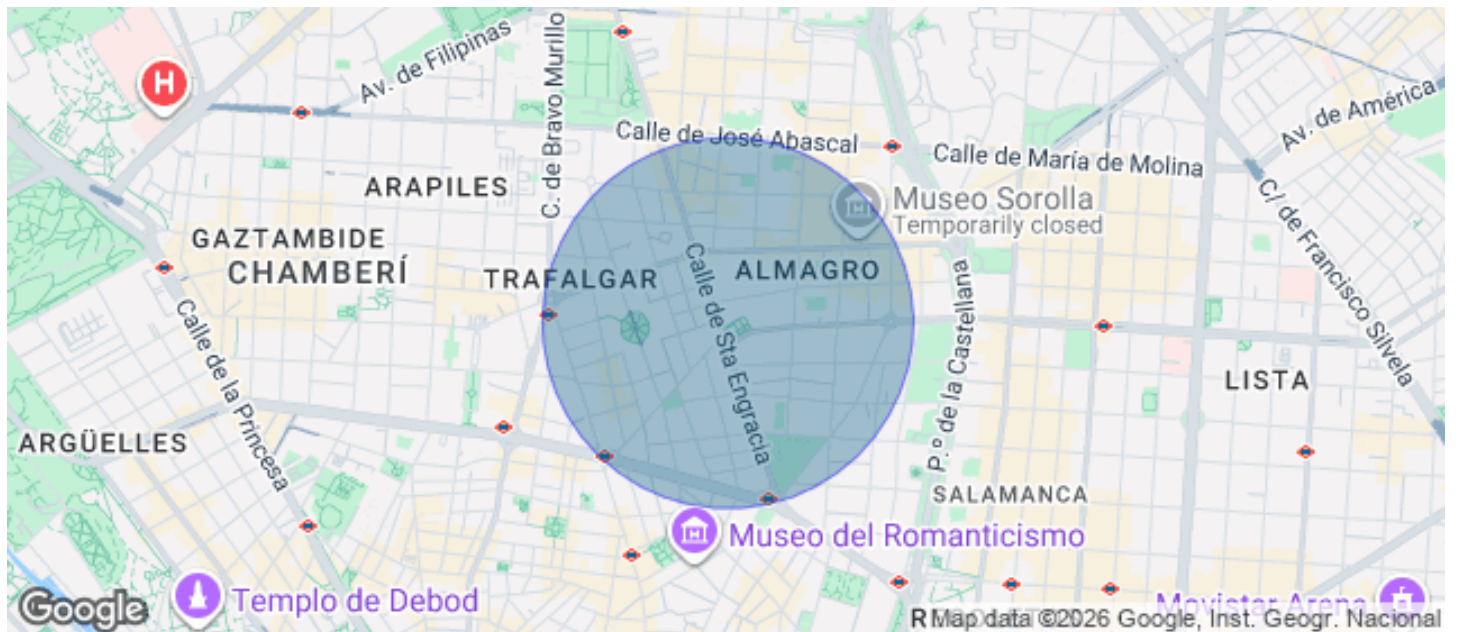 Av. de Filipinas
C. de Bravo Murillo
Calle de José Abascal
Av. de América
Calle de María de Molina
ARAPILES
Museo Sorolla
Temporarily closed
C/ de Francisco Silvela
GAZTAMBIDE
CHAMBERÍ
TRAFALGAR
ALMAGRO
Calle de Sta Engracia
P.º de la Castellana
Calle de la Princesa
LISTA
ARGÜELLES
SALAMANCA
Museo del Romanticismo
Templo de Debod
Movistar Arena
Google
Map data ©2026 Google, Inst. Geogr. Nacional
H